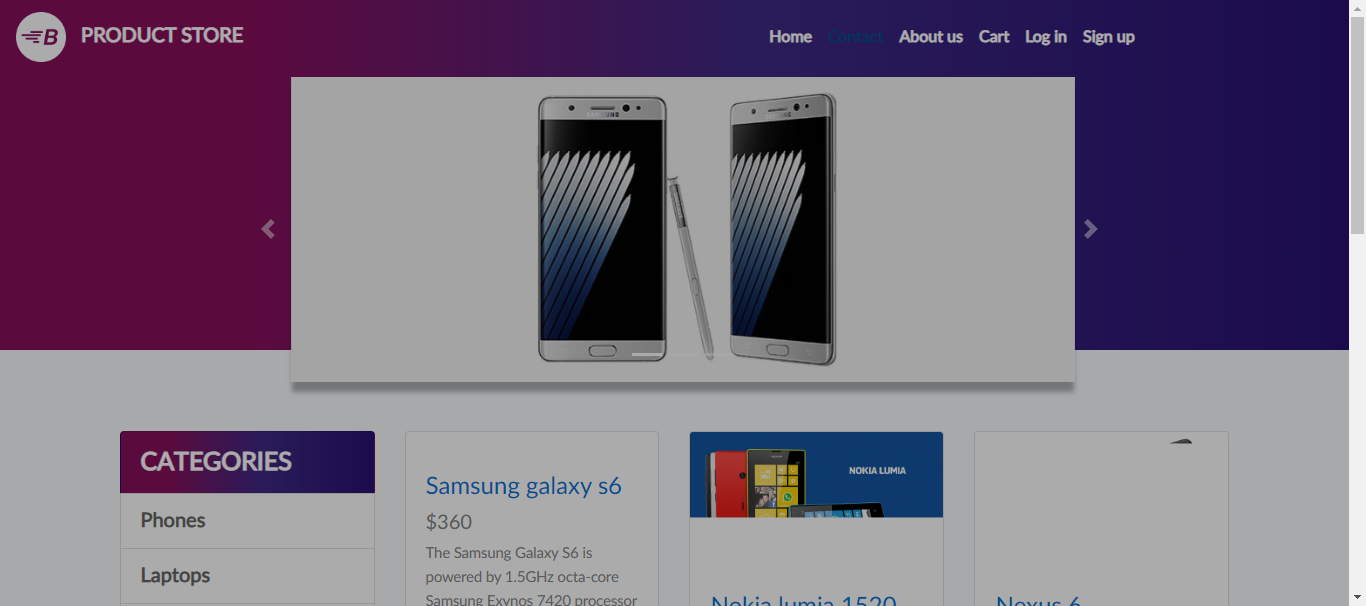 B PRODUCT STORE
Home Contact About us Cart Log in Sign up
SAMSUNG SAMSUNG
CATEGORIES
Phones
Laptops
Samsung galaxy s6
$360
The Samsung Galaxy S6 is
powered by 1.5GHz octa-core
Samsung Exynos 7420 processor
NOKIA LUMIA
Nokia lumia 1520
Nexus 6